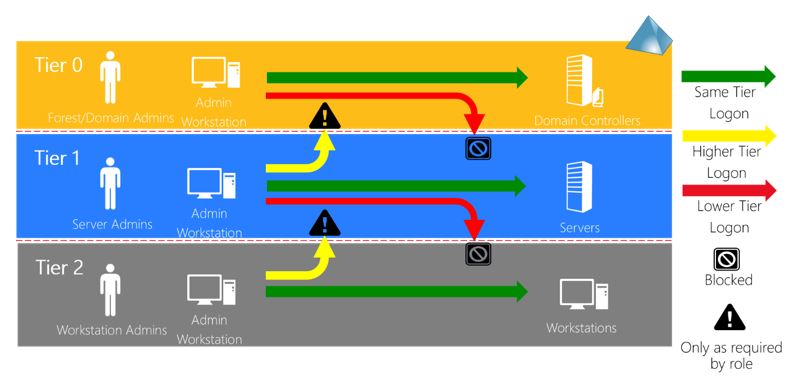 Tier 0
Forest/Domain Admins
Admin
Workstation
Domain Controllers
Tier 1
Server Admins
Admin
Workstation
Servers
Tier 2
Workstation Admins
Admin
Workstation
Workstations
Same Tier
Logon
Higher Tier
Logon
Lower Tier
Logon
Blocked
Only as required
by role